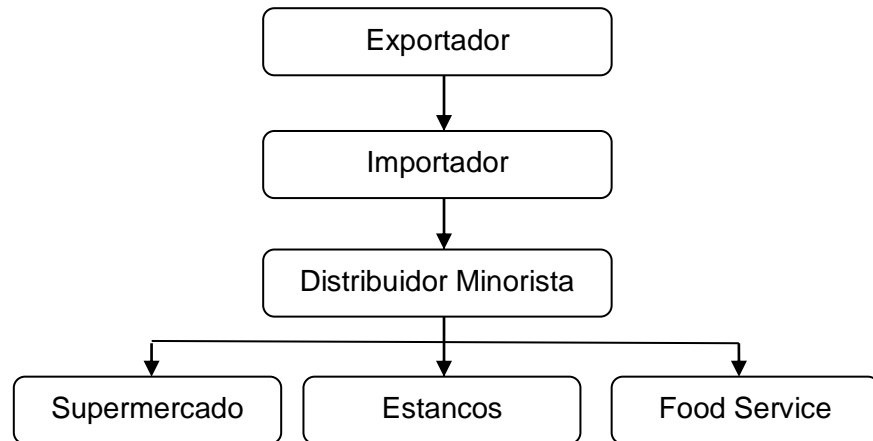 Exportador
Importador
Distribuidor Minorista
Supermercado
Estancos
Food Service